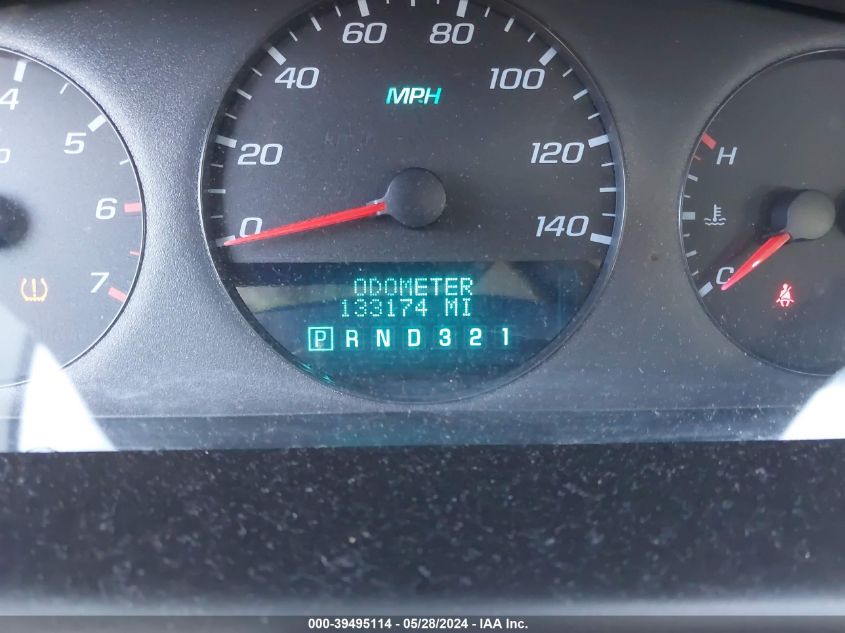 60 80
4 40 MPH 100
5 20 120 H
6 0 140
7 ODOMETER C
133174 MI
P R N D 3 2 1
000-39495114 - 05/28/2024 - IAA Inc.